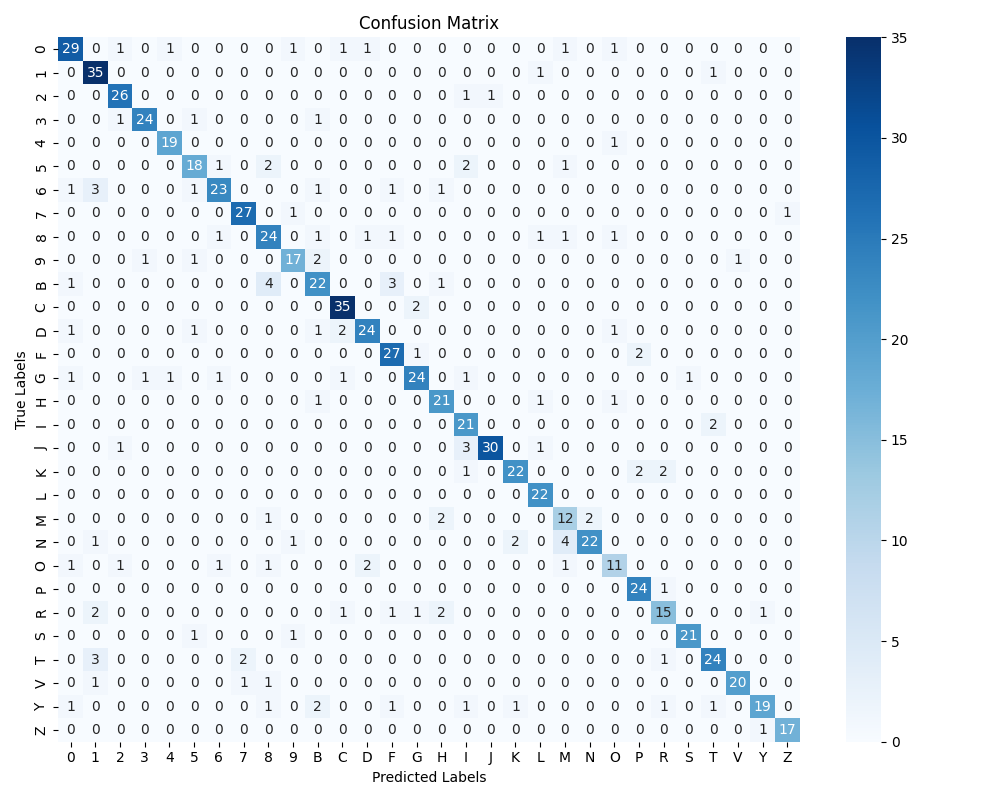 Confusion Matrix
0 29 0 1 0 1 0 0 0 0 1 0 1 1 0 0 0 0 0 0 0 1 0 1 0 0 0 0 0 0 0
1 0 35 0 0 0 0 0 0 0 0 0 0 0 0 0 0 0 0 0 1 0 0 0 0 0 0 1 0 0 0
2 0 0 26 0 0 0 0 0 0 0 0 0 0 0 0 0 1 1 0 0 0 0 0 0 0 0 0 0 0 0
3 0 0 1 24 0 1 0 0 0 0 1 0 0 0 0 0 0 0 0 0 0 0 0 0 0 0 0 0 0 0
4 0 0 0 0 19 0 0 0 0 0 0 0 0 0 0 0 0 0 0 0 0 0 1 0 0 0 0 0 0 0
5 0 0 0 0 0 18 1 0 2 0 0 0 0 0 0 0 2 0 0 0 1 0 0 0 0 0 0 0 0 0
6 1 3 0 0 0 1 23 0 0 0 1 0 0 1 0 1 0 0 0 0 0 0 0 0 0 0 0 0 0 0
7 0 0 0 0 0 0 0 27 0 1 0 0 0 0 0 0 0 0 0 0 0 0 0 0 0 0 0 0 0 1
8 0 0 0 0 0 0 1 0 24 0 1 0 1 1 0 0 0 0 0 1 1 0 1 0 0 0 0 0 0 0
9 0 0 0 1 0 1 0 0 0 17 2 0 0 0 0 0 0 0 0 0 0 0 0 0 0 0 0 1 0 0
B 1 0 0 0 0 0 0 0 4 0 22 0 0 3 0 1 0 0 0 0 0 0 0 0 0 0 0 0 0 0
C 0 0 0 0 0 0 0 0 0 0 0 35 0 0 2 0 0 0 0 0 0 0 0 0 0 0 0 0 0 0
D 1 0 0 0 0 1 0 0 0 0 1 2 24 0 0 0 0 0 0 0 0 0 1 0 0 0 0 0 0 0
F 0 0 0 0 0 0 0 0 0 0 0 0 0 27 1 0 0 0 0 0 0 0 0 2 0 0 0 0 0 0
G 1 0 0 1 1 0 1 0 0 0 0 1 0 0 24 0 1 0 0 0 0 0 0 0 0 1 0 0 0 0
H 0 0 0 0 0 0 0 0 0 0 1 0 0 0 0 21 0 0 0 1 0 0 1 0 0 0 0 0 0 0
I 0 0 0 0 0 0 0 0 0 0 0 0 0 0 0 0 21 0 0 0 0 0 0 0 0 0 2 0 0 0
J 0 0 1 0 0 0 0 0 0 0 0 0 0 0 0 0 3 30 0 1 0 0 0 0 0 0 0 0 0 0
K 0 0 0 0 0 0 0 0 0 0 0 0 0 0 0 0 1 0 22 0 0 0 0 2 2 0 0 0 0 0
L 0 0 0 0 0 0 0 0 0 0 0 0 0 0 0 0 0 0 0 22 0 0 0 0 0 0 0 0 0 0
M 0 0 0 0 0 0 0 0 1 0 0 0 0 0 0 2 0 0 0 0 12 2 0 0 0 0 0 0 0 0
N 0 1 0 0 0 0 0 0 0 1 0 0 0 0 0 0 0 0 2 0 4 22 0 0 0 0 0 0 0 0
O 1 0 1 0 0 0 1 0 1 0 0 0 2 0 0 0 0 0 0 0 1 0 11 0 0 0 0 0 0 0
P 0 0 0 0 0 0 0 0 0 0 0 0 0 0 0 0 0 0 0 0 0 0 0 24 1 0 0 0 0 0
R 0 2 0 0 0 0 0 0 0 0 0 1 0 1 1 2 0 0 0 0 0 0 0 0 15 0 0 0 1 0
S 0 0 0 0 0 1 0 0 0 1 0 0 0 0 0 0 0 0 0 0 0 0 0 0 0 21 0 0 0 0
T 0 3 0 0 0 0 0 2 0 0 0 0 0 0 0 0 0 0 0 0 0 0 0 0 1 0 24 0 0 0
V 0 1 0 0 0 0 0 1 1 0 0 0 0 0 0 0 0 0 0 0 0 0 0 0 0 0 0 20 0 0
Y 1 0 0 0 0 0 0 0 1 0 2 0 0 1 0 0 1 0 1 0 0 0 0 0 1 0 1 0 19 0
Z 0 0 0 0 0 0 0 0 0 0 0 0 0 0 0 0 0 0 0 0 0 0 0 0 0 0 0 0 1 17
0 1 2 3 4 5 6 7 8 9 B C D F G H I J K L M N O P R S T V Y Z
Predicted Labels
True Labels
35
30
25
20
15
10
5
0